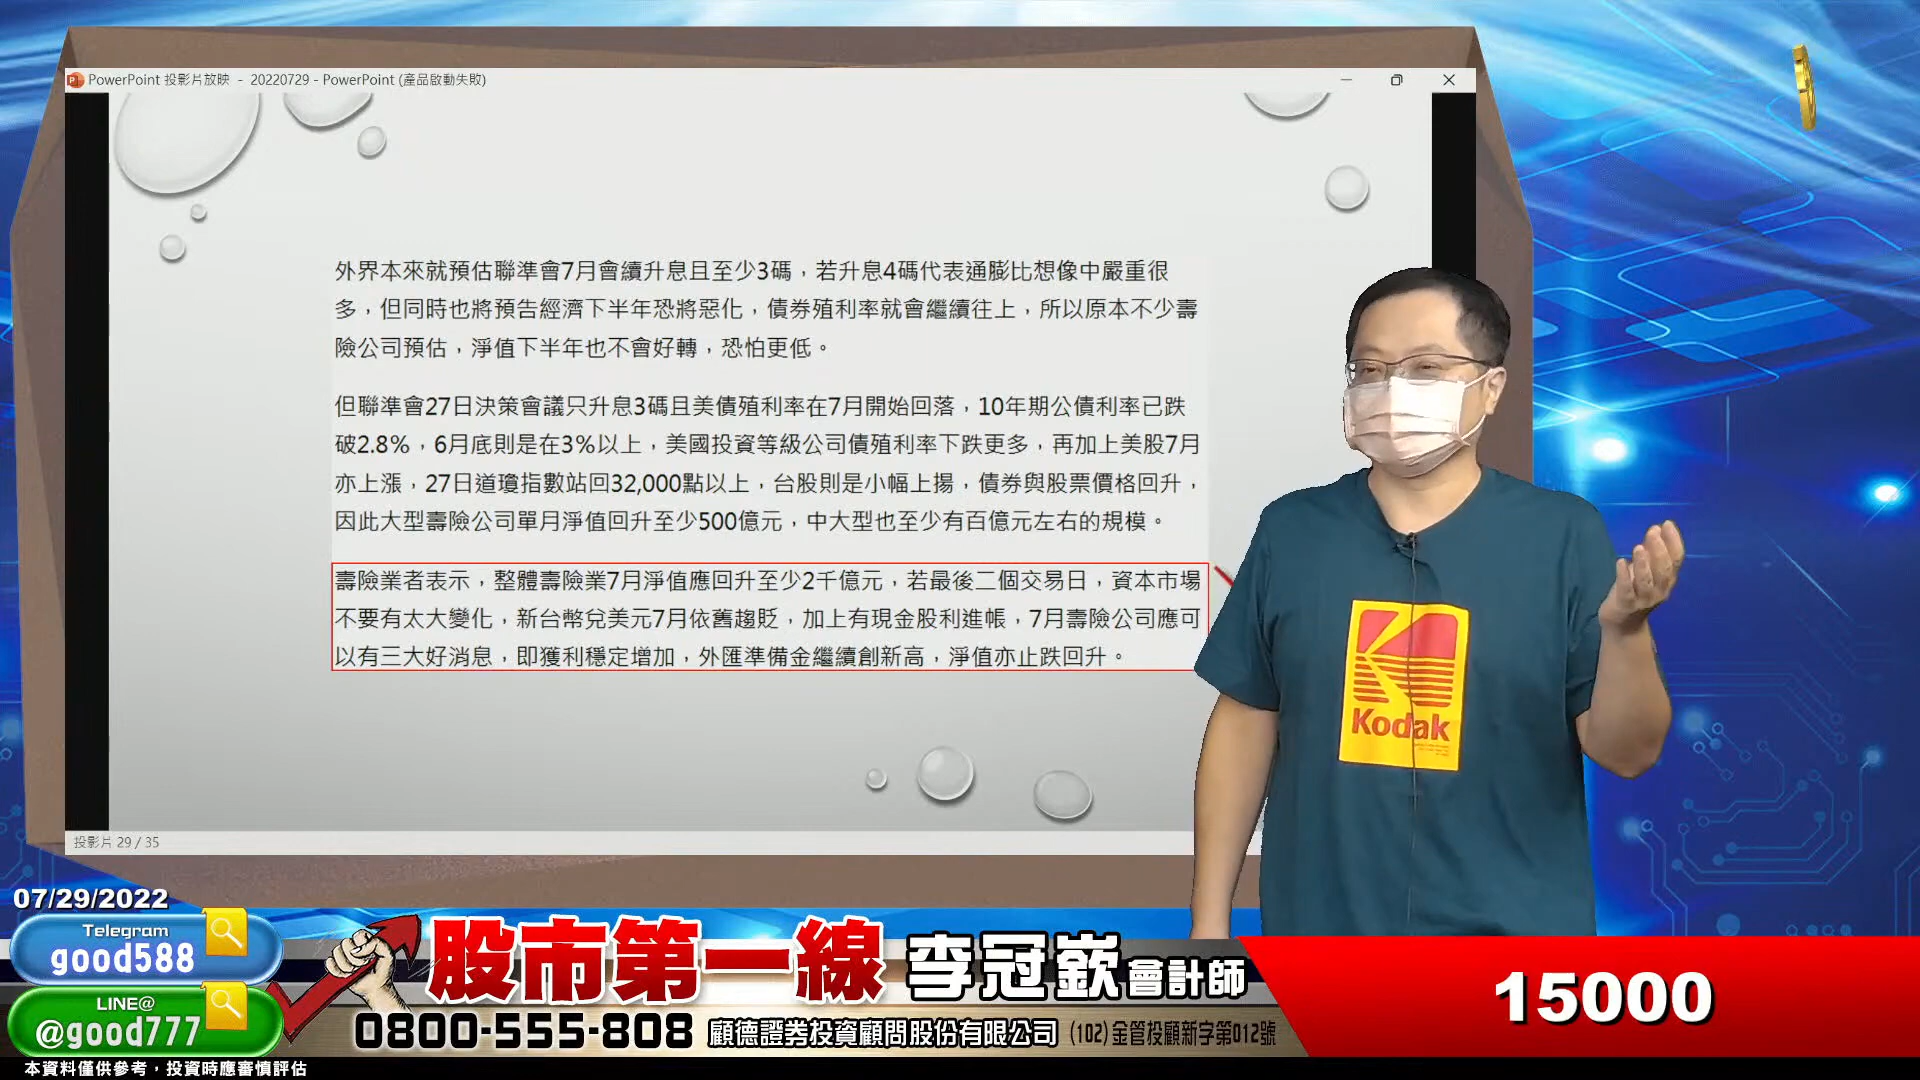 PowerPoint 投影片放映 - 20220729 - PowerPoint (產品啟動失敗)
外界本來就預估聯準會7月會續升息且至少3碼，若升息4碼代表通膨比想像中嚴重很
多，但同時也將預告經濟下半年恐將惡化，債券殖利率就會繼續往上，所以原本不少壽
險公司預估，淨值下半年也不會好轉，恐怕更低。
但聯準會27日決策會議只升息3碼且美債殖利率在7月開始回落，10年期公債利率已跌
破2.8%，6月底則是在3%以上，美國投資等級公司債殖利率下跌更多，再加上美股7月
亦上漲，27日道瓊指數站回32,000點以上，台股則是小幅上揚，債券與股票價格回升，
因此大型壽險公司單月淨值回升至少500億元，中大型也至少有百億元左右的規模。
壽險業者表示，整體壽險業7月淨值應回升至少2千億元，若最後二個交易日，資本市場
不要有太大變化，新台幣兌美元7月依舊趨貶，加上有現金股利進帳，7月壽險公司應可
以有三大好消息，即獲利穩定增加，外匯準備金繼續創新高，淨值亦止跌回升。
Kodak
投影片 29 / 35
07/29/2022
Telegram
good588
LINE@
@good777
股市第一線 李冠嶔會計師
0800-555-808 顧德證券投資顧問股份有限公司 (102)金管投顧新字第012號
15000
本資料僅供參考，投資時應審慎評估